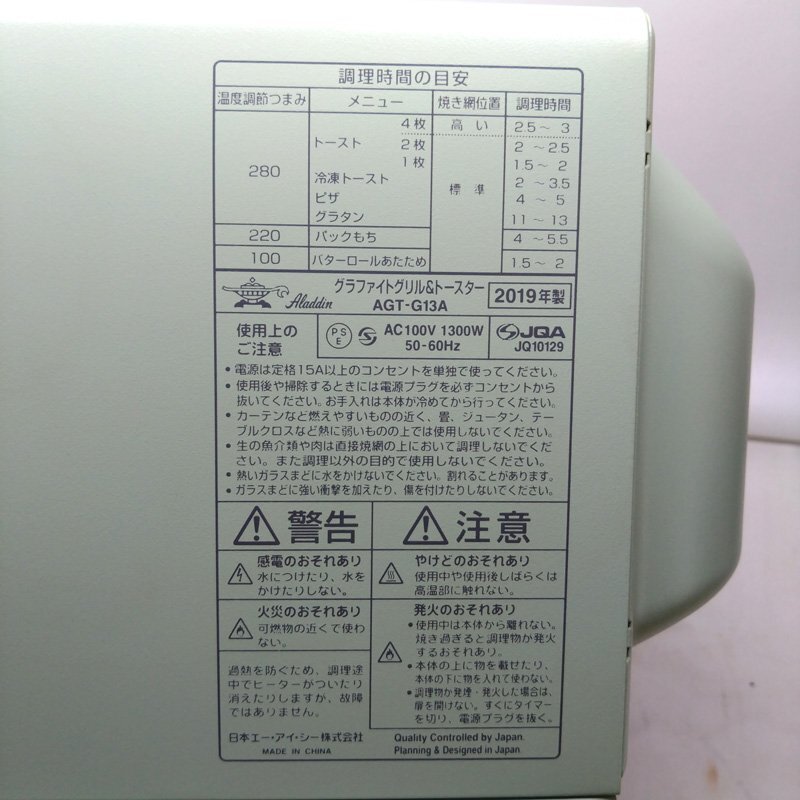 調理時間の目安
温度調節つまみ メニュー 焼き網位置 調理時間
4枚 高い 2.5～ 3
トースト 2枚 2 ～2.5
1枚 1.5～ 2
280 冷凍トースト 標準 2 ～3.5
ピザ 4 ～ 5
グラタン 11～ 13
220 パックもち 4 ～5.5
100 バターロールあたため 1.5～ 2
Aladdin グラファイトグリル&トースター
AGT-G13A 2019年製
使用上の
ご注意
PSE AC100V 1300W
50-60Hz
JQA
JQ10129
・電源は定格15A以上のコンセントを単独で使ってください。
・使用後や掃除するときには電源プラグを必ずコンセントから
抜いてください。お手入れは本体が冷めてから行ってください。
・カーテンなど燃えやすいものの近く、畳、ジュータン、テー
ブルクロスなど熱に弱いものの上では使用しないでください。
・生の魚介類や肉は直接焼網の上において調理しないでくだ
さい。また調理以外の目的で使用しないでください。
・熱いガラスまどに水をかけないでください。割れることがあります。
・ガラスまどに強い衝撃を加えたり、傷を付けたりしないでください。
警告
感電のおそれあり
水につけたり、水を
かけたりしない。
火災のおそれあり
可燃物の近くで使わ
ない。
過熱を防ぐため、調理途
中でヒーターがついたり
消えたりしますが、故障
ではありません。
注意
やけどのおそれあり
使用中や使用後しばらくは
高温部に触れない。
発火のおそれあり
・使用中は本体から離れない。
焼き過ぎると調理物が発火
するおそれあり。
・本体の上に物を載せたり、
本体の下に物を入れて使わない。
・調理物が発煙・発火した場合は、
扉を開けない。すぐにタイマー
を切り、電源プラグを抜く。
日本エー・アイ・シー株式会社
MADE IN CHINA
Quality Controlled by Japan.
Planning & Designed in Japan.